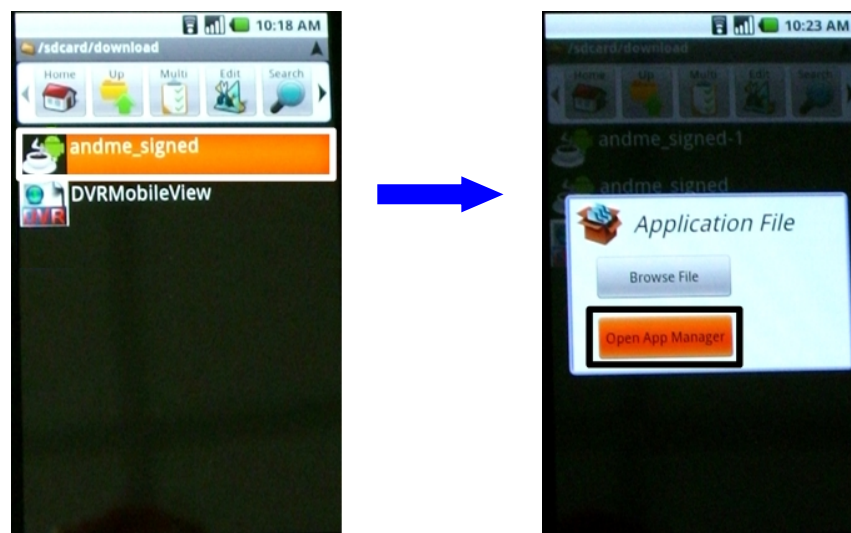 10:18 AM
/sdcard/download
Home Up Multi Edit Search
andme_signed
DVRMobileView
10:23 AM
/sdcard/download
Home Up Multi Edit Search
andme_signed-1
andme_signed
Application File
Browse File
Open App Manager